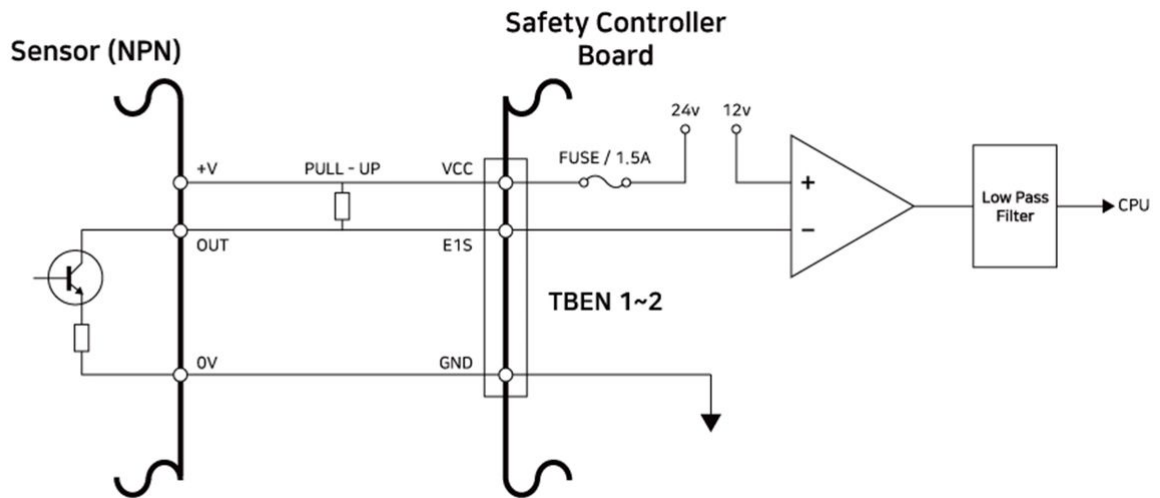 Safety Controller
Board
Sensor (NPN)
24v
12v
FUSE / 1.5A
+V
PULL - UP
VCC
+
Low Pass
Filter
CPU
−
OUT
E1S
TBEN 1~2
0V
GND